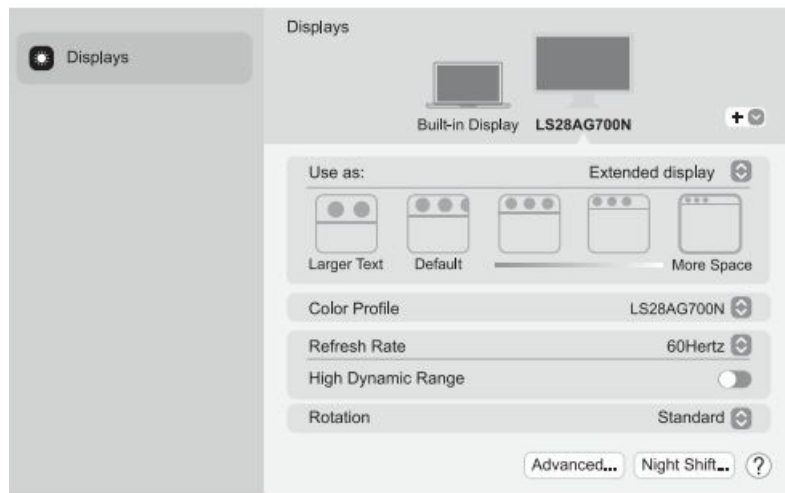 Displays
Displays
Built-in Display LS28AG700N
Use as: Extended display
Larger Text Default More Space
Color Profile LS28AG700N
Refresh Rate 60Hertz
High Dynamic Range
Rotation Standard
Advanced... Night Shift... ?